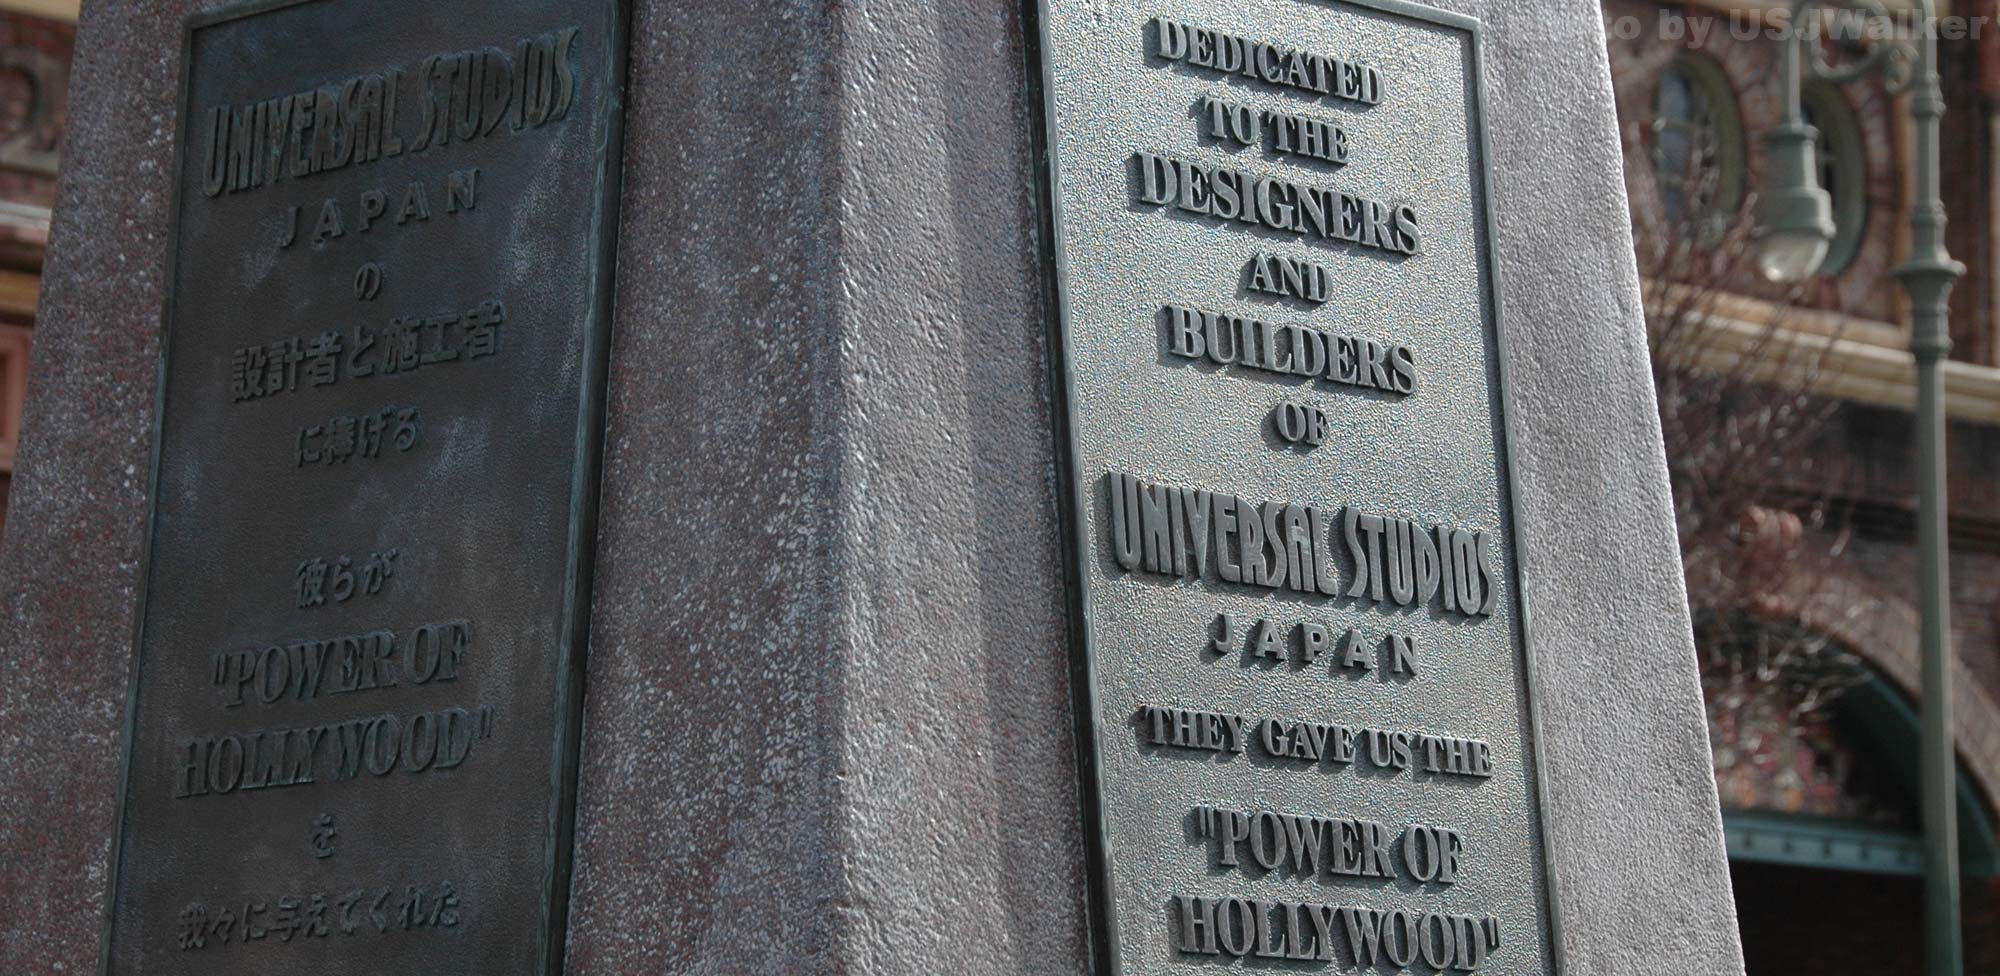 UNIVERSAL STUDIOS
JAPAN
の
設計者と施工者
に捧げる
彼らが
"POWER OF
HOLLYWOOD"
を
我々に与えてくれた
DEDICATED
TO THE
DESIGNERS
AND
BUILDERS
OF
UNIVERSAL STUDIOS
JAPAN
THEY GAVE US THE
"POWER OF
HOLLYWOOD"
Photo by USJWalker